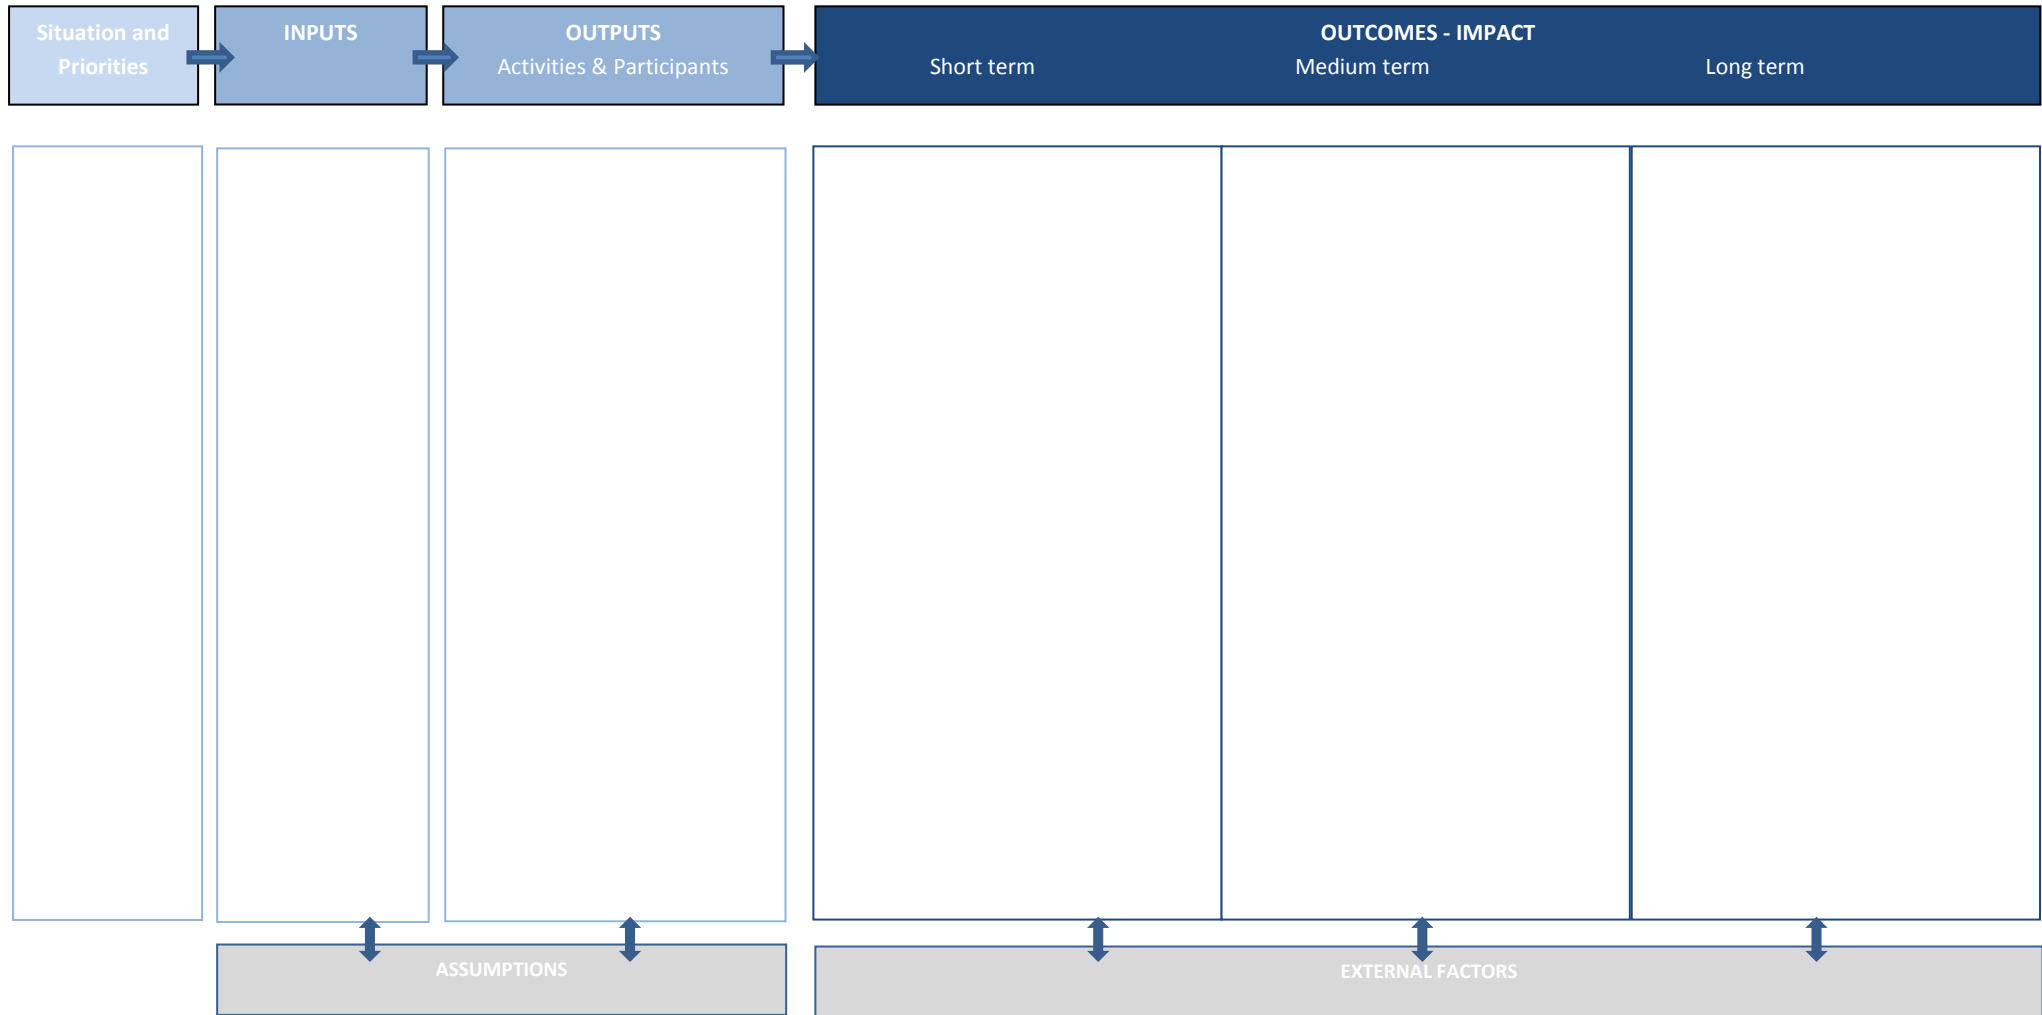 Situation and
Priorities
INPUTS
OUTPUTS
Activities & Participants
OUTCOMES - IMPACT
Short term
Medium term
Long term
ASSUMPTIONS
EXTERNAL FACTORS